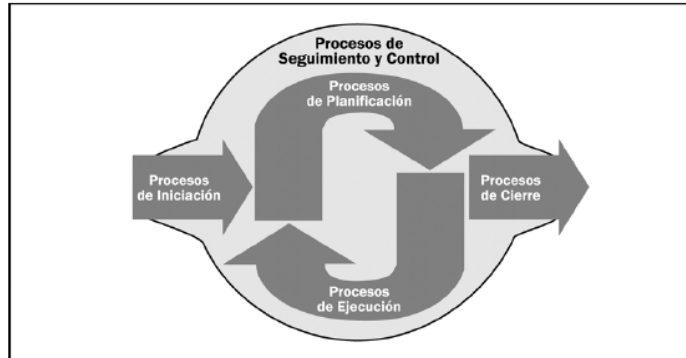 Procesos de
Seguimiento y Control
Procesos
de Planificación
Procesos
de Iniciación
Procesos
de Cierre
Procesos
de Ejecución